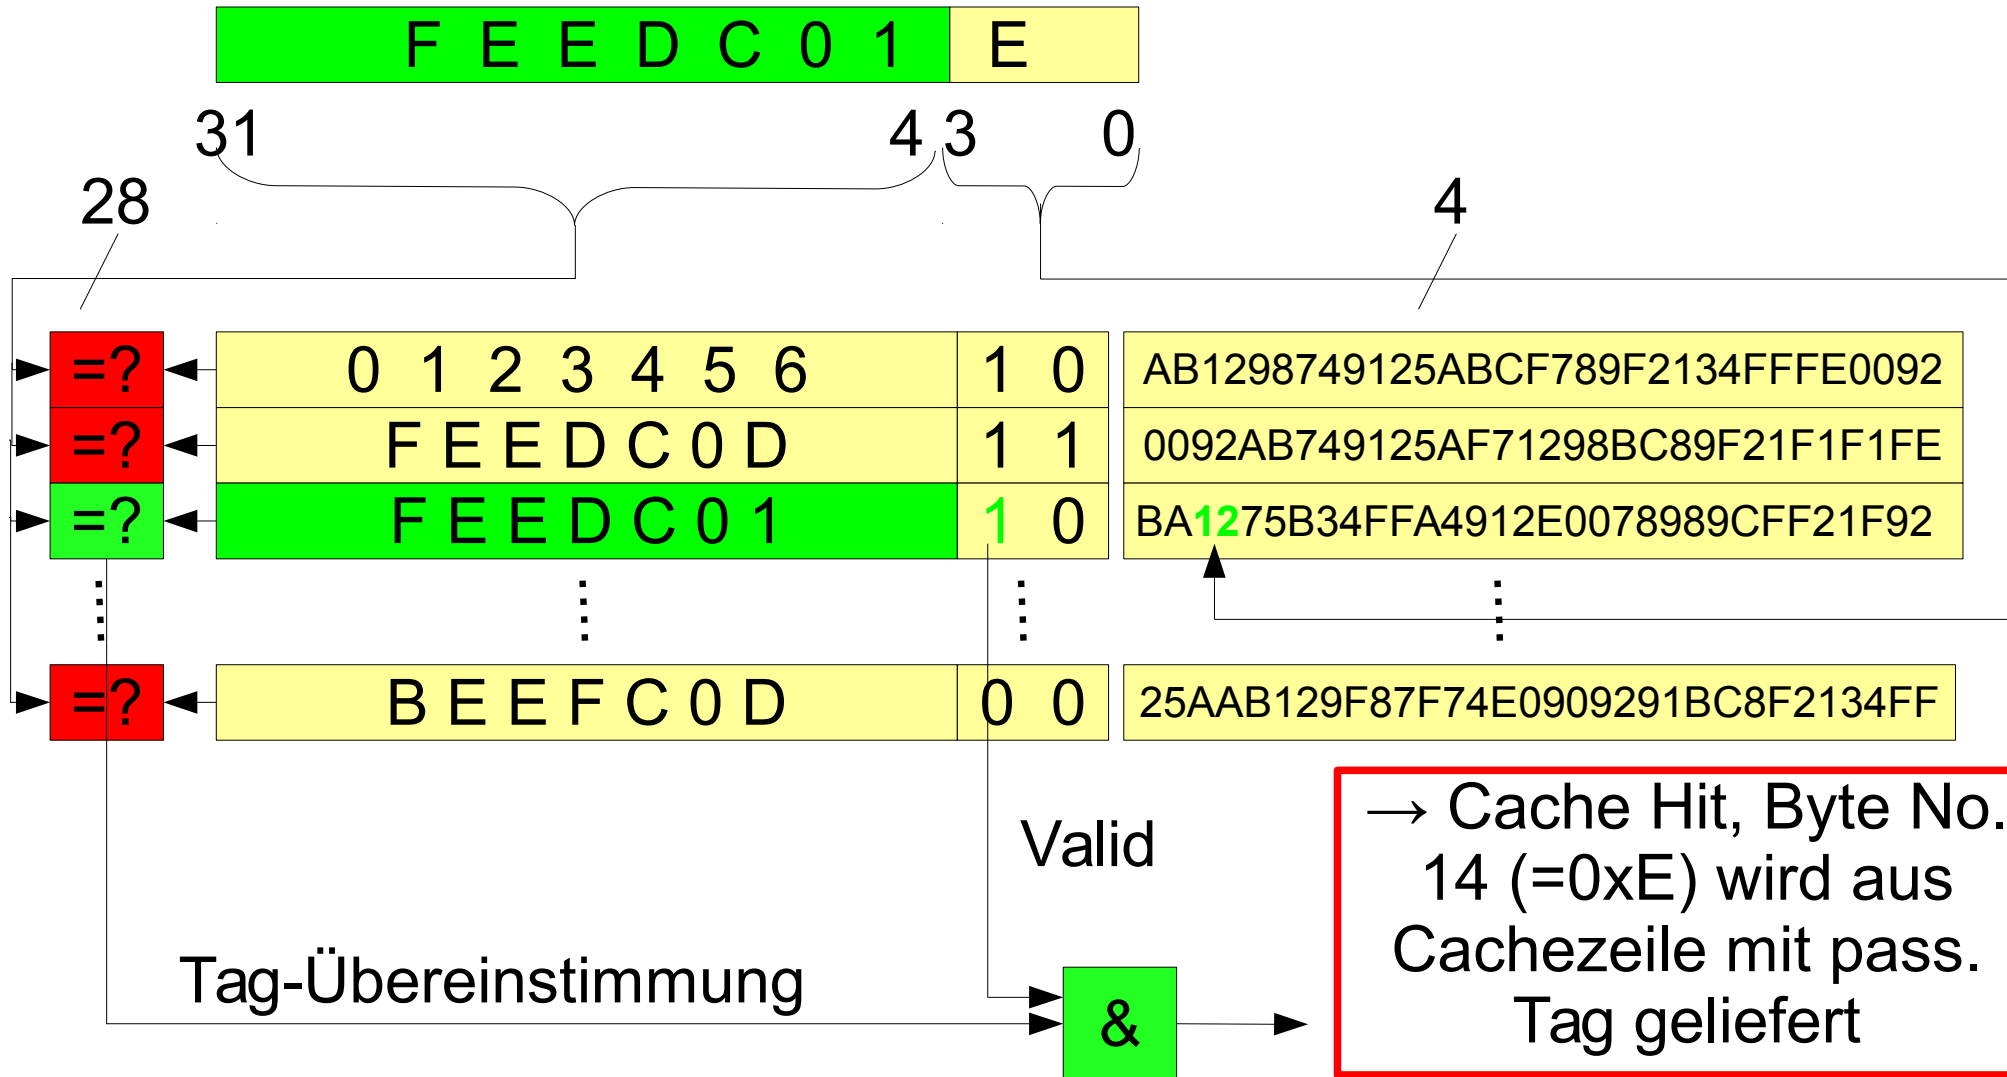 F E E D C 0 1 E
31 4 3 0
28 4
=? 0 1 2 3 4 5 6 1 0 AB1298749125ABCF789F2134FFFE0092
=? F E E D C 0 D 1 1 0092AB749125AF71298BC89F21F1F1FE
=? F E E D C 0 1 1 0 BA1275B34FFA4912E0078989CFF21F92
=? B E E F C 0 D 0 0 25AAB129F87F74E0909291BC8F2134FF
Valid
Tag-Übereinstimmung
&
→ Cache Hit, Byte No.
14 (=0xE) wird aus
Cachezeile mit pass.
Tag geliefert